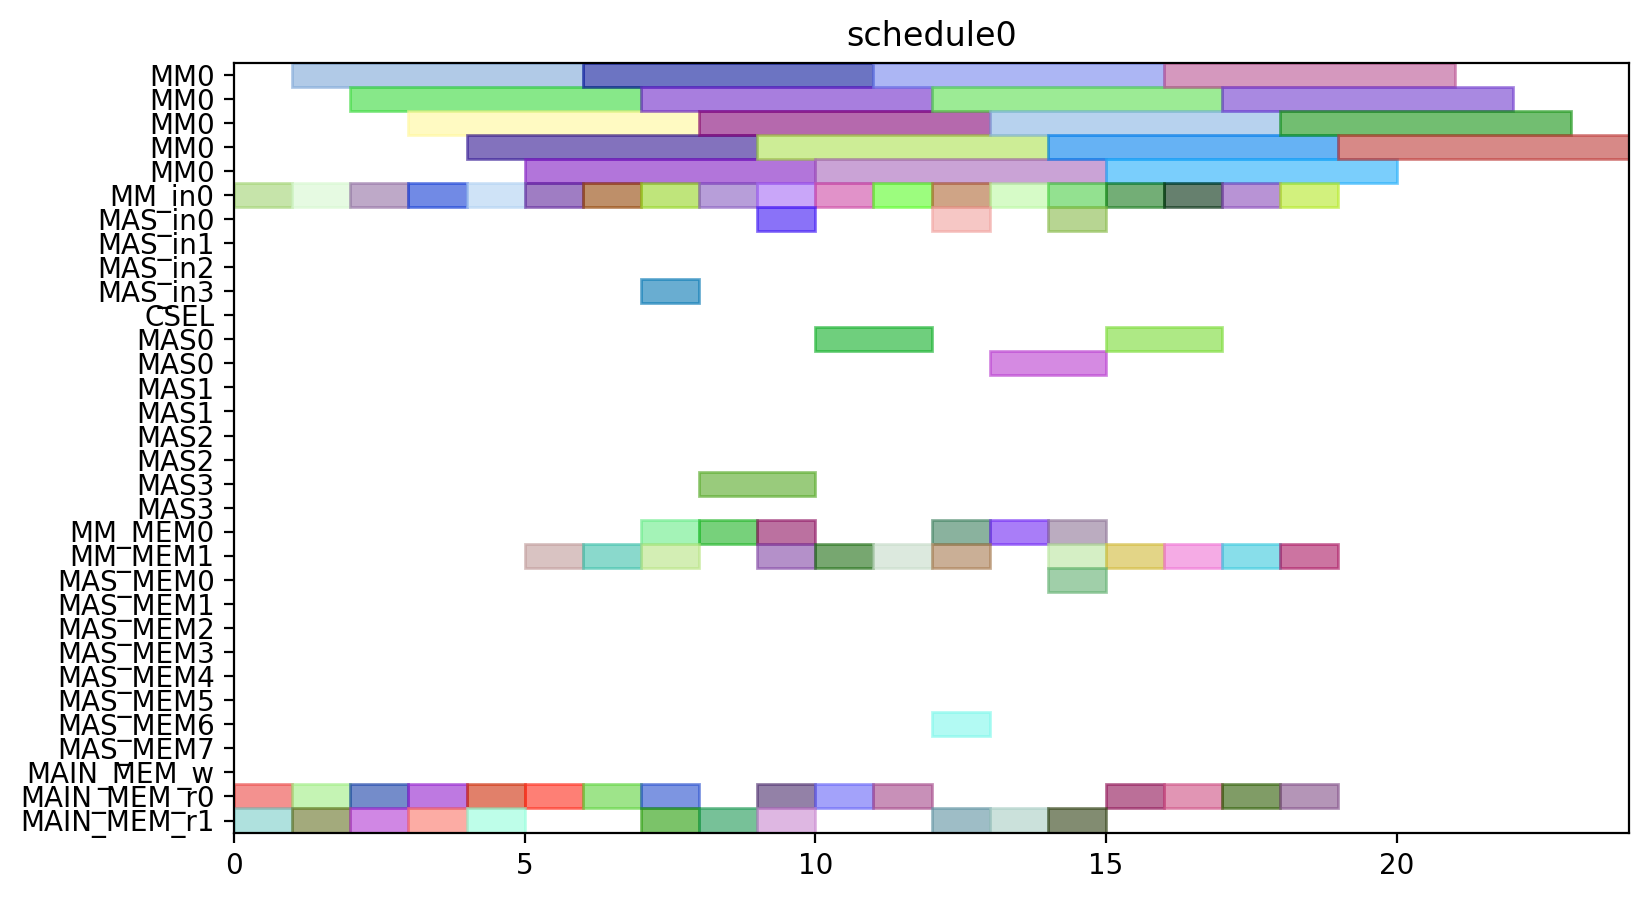 schedule0
MM0
MM0
MM0
MM0
MM0
MM_in0
MAS_in0
MAS_in1
MAS_in2
MAS_in3
CSEL
MAS0
MAS0
MAS1
MAS1
MAS2
MAS2
MAS3
MAS3
MM_MEM0
MM_MEM1
MAS_MEM0
MAS_MEM1
MAS_MEM2
MAS_MEM3
MAS_MEM4
MAS_MEM5
MAS_MEM6
MAS_MEM7
MAIN_MEM_w
MAIN_MEM_r0
MAIN_MEM_r1
0 5 10 15 20